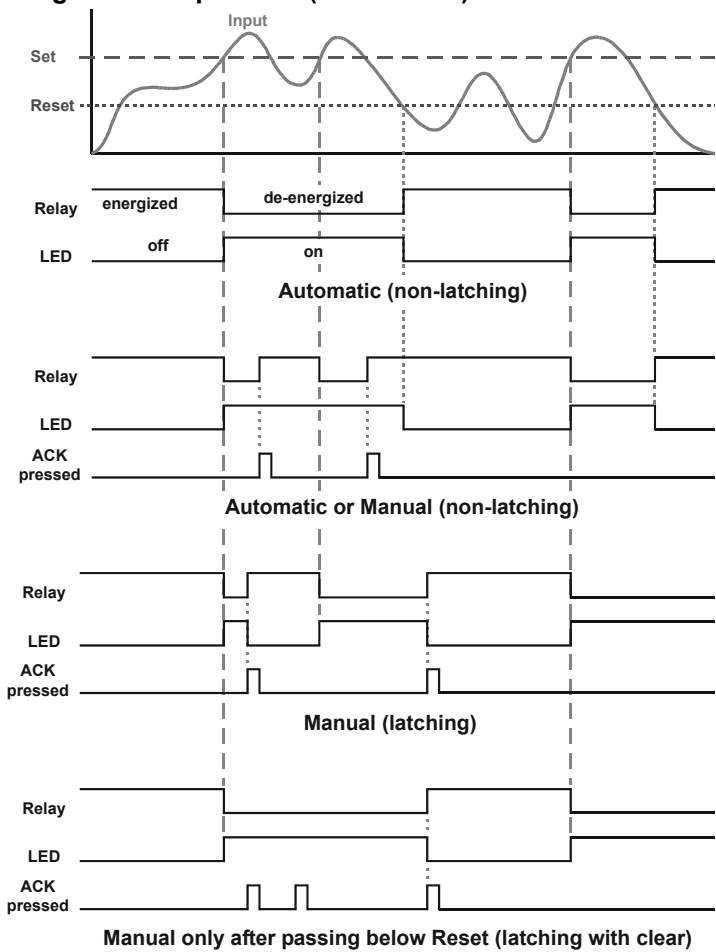 Input
Set
Reset
Relay energized de-energized
LED off on
Automatic (non-latching)
Relay
LED
ACK
pressed
Automatic or Manual (non-latching)
Relay
LED
ACK
pressed
Manual (latching)
Relay
LED
ACK
pressed
Manual only after passing below Reset (latching with clear)